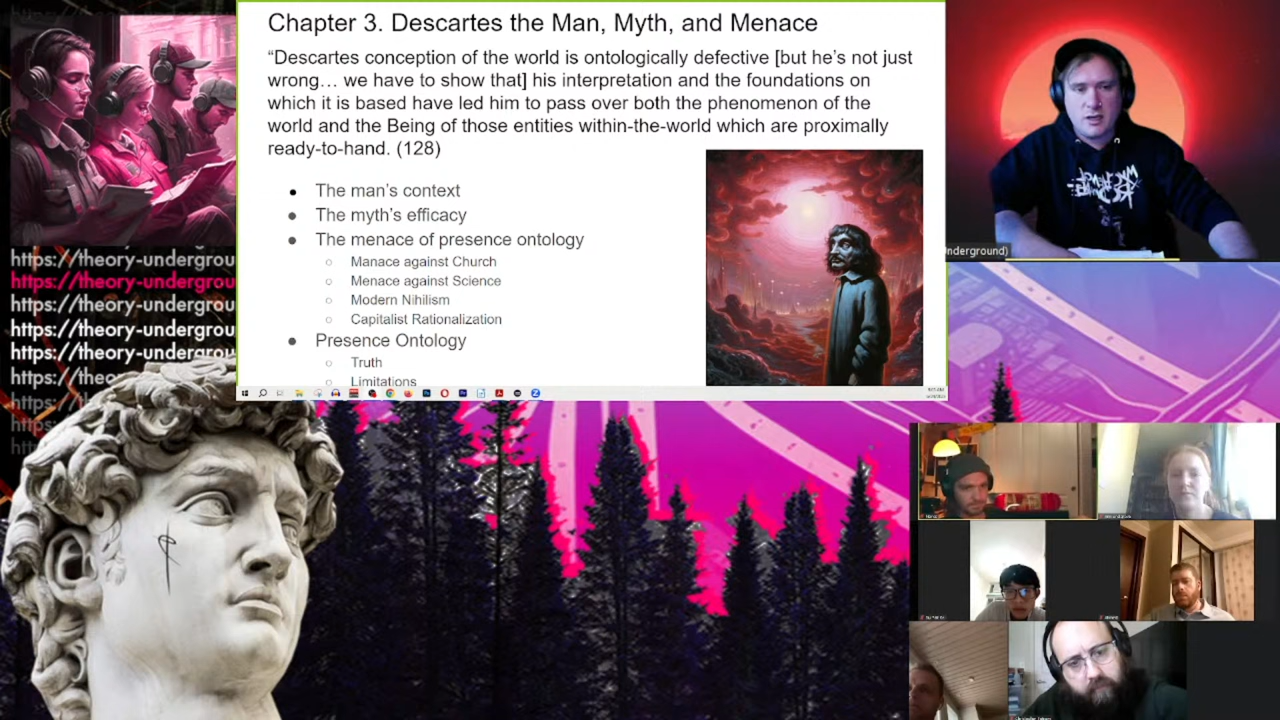 Chapter 3. Descartes the Man, Myth, and Menace
“Descartes conception of the world is ontologically defective [but he’s not just
wrong… we have to show that] his interpretation and the foundations on
which it is based have led him to pass over both the phenomenon of the
world and the Being of those entities within-the-world which are proximally
ready-to-hand. (128)
The man’s context
The myth’s efficacy
The menace of presence ontology
Manace against Church
Menace against Science
Modern Nihilism
Capitalist Rationalization
Presence Ontology
Truth
Limitations
https://theory-undergrou
https://theory-undergrou
https://theory-undergrou
https://theory-undergrou
https://theory-undergrou
https://theo
https:/
http
ht
Underground)